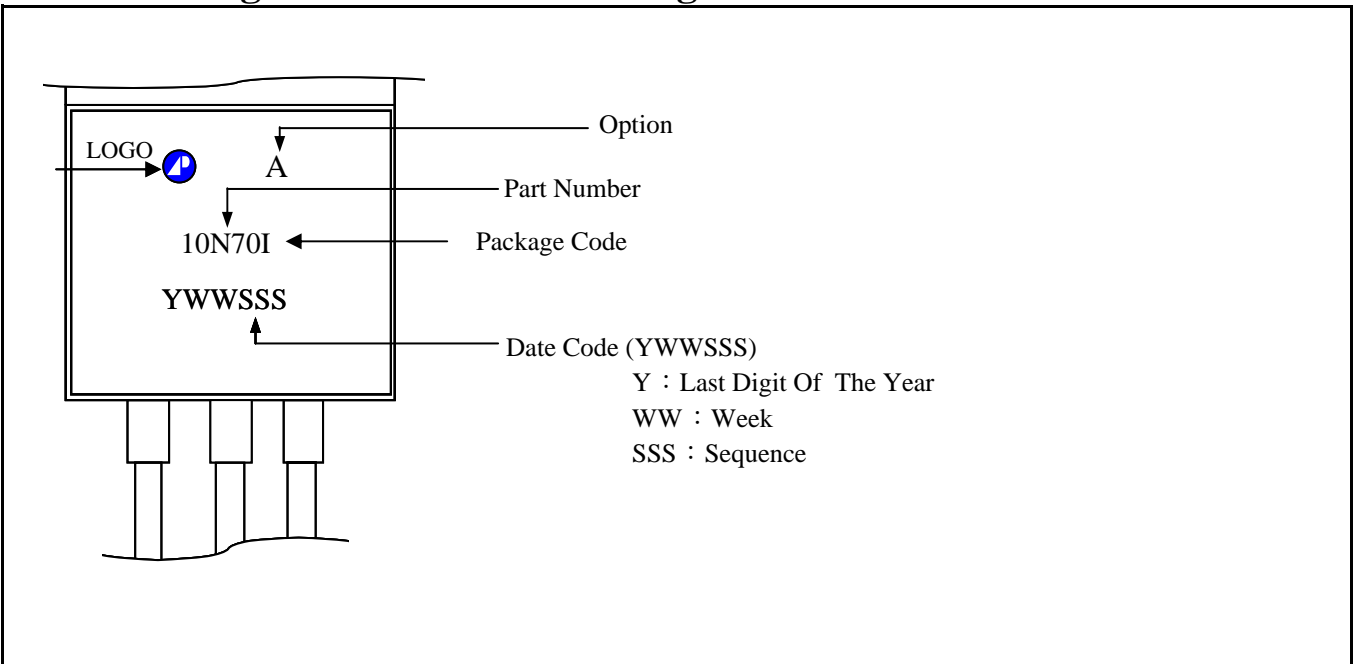 Option
LOGO
A
Part Number
10N70I
Package Code
YWWSSS
Date Code (YWWSSS)
Y：Last Digit Of The Year
WW：Week
SSS：Sequence